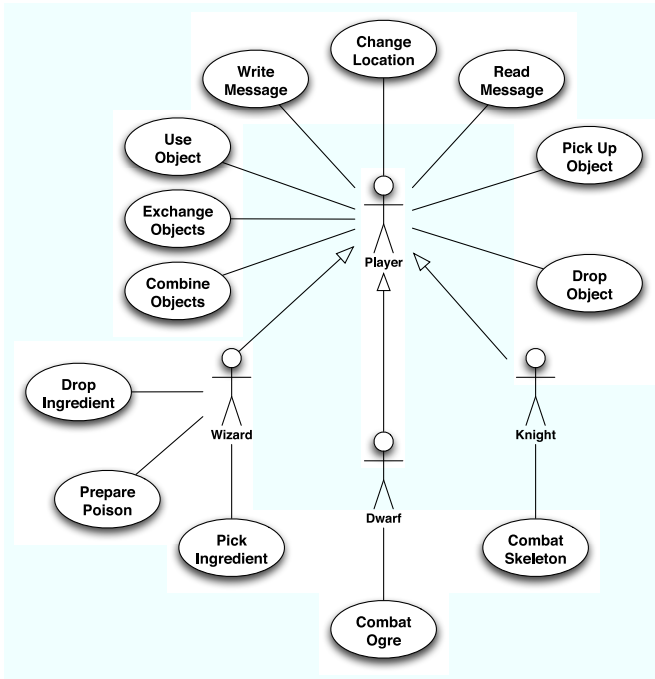 Change
Location
Write
Message
Read
Message
Use
Object
Pick Up
Object
Exchange
Objects
Combine
Objects
Player
Drop
Object
Drop
Ingredient
Wizard
Knight
Prepare
Poison
Dwarf
Pick
Ingredient
Combat
Skeleton
Combat
Ogre